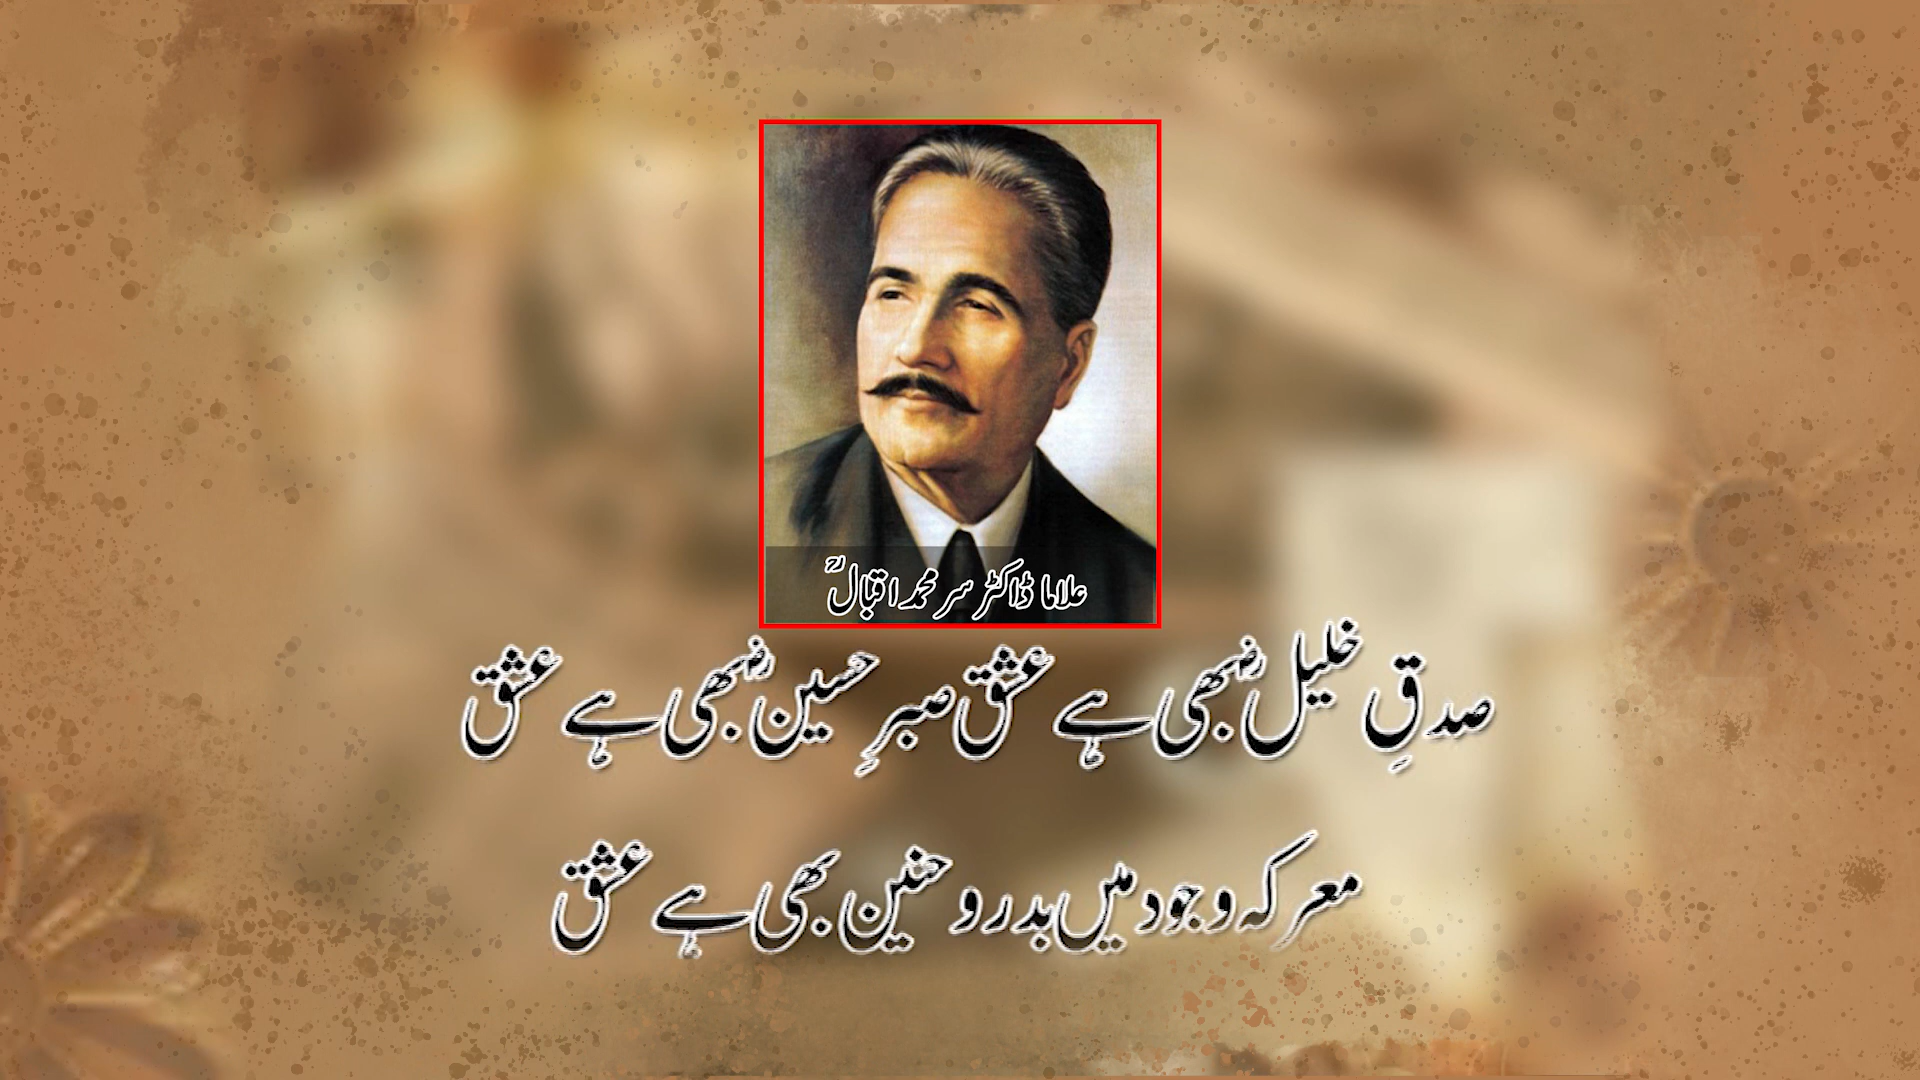 علاما ڈاکٹر سر محمد اقبالؒ
صدقِ خلیلؓ بھی ہے عشق صبرِ حسینؓ بھی ہے عشق
معرکہ وجود میں بدر و حنین بھی ہے عشق